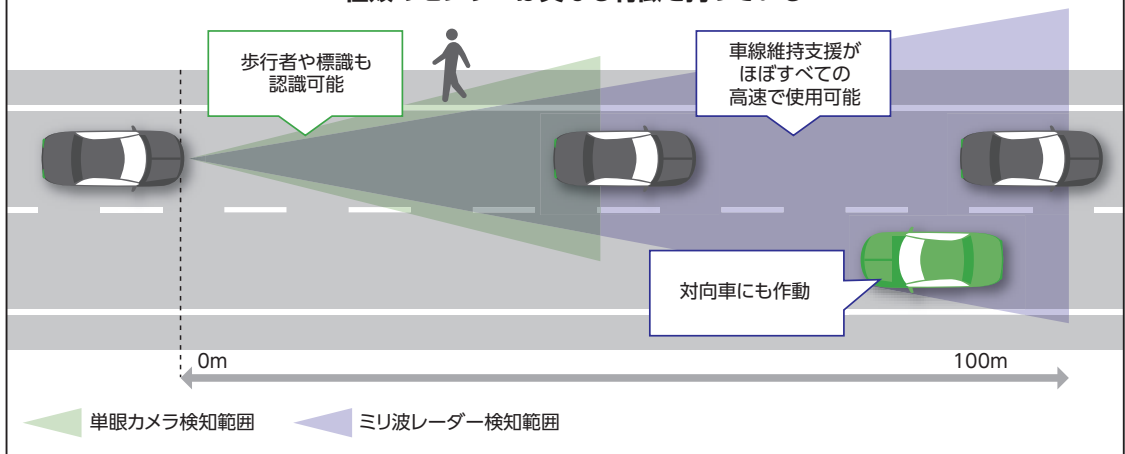 歩行者や標識も
認識可能
車線維持支援が
ほぼすべての
高速で使用可能
対向車にも作動
0m
100m
単眼カメラ検知範囲
ミリ波レーダー検知範囲